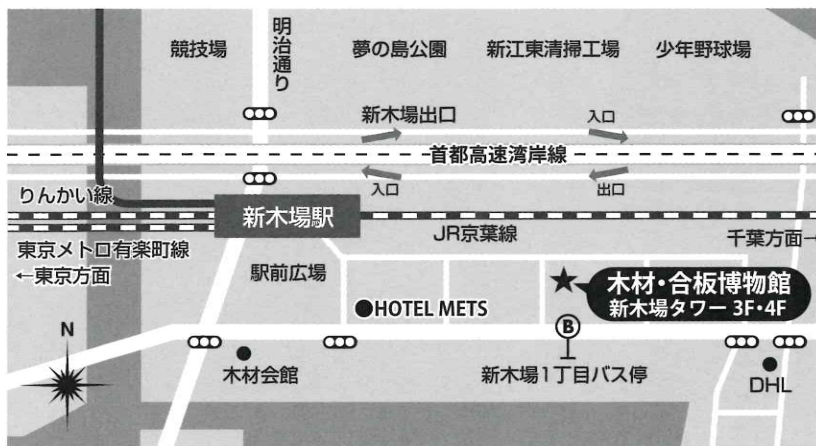 競技場
明治通り
夢の島公園
新江東清掃工場
少年野球場
新木場出口
入口
首都高速湾岸線
入口
出口
りんかい線
新木場駅
JR京葉線
千葉方面→
東京メトロ有楽町線
←東京方面
駅前広場
木材・合板博物館
新木場タワー 3F・4F
HOTEL METS
B
N
木材会館
新木場1丁目バス停
DHL